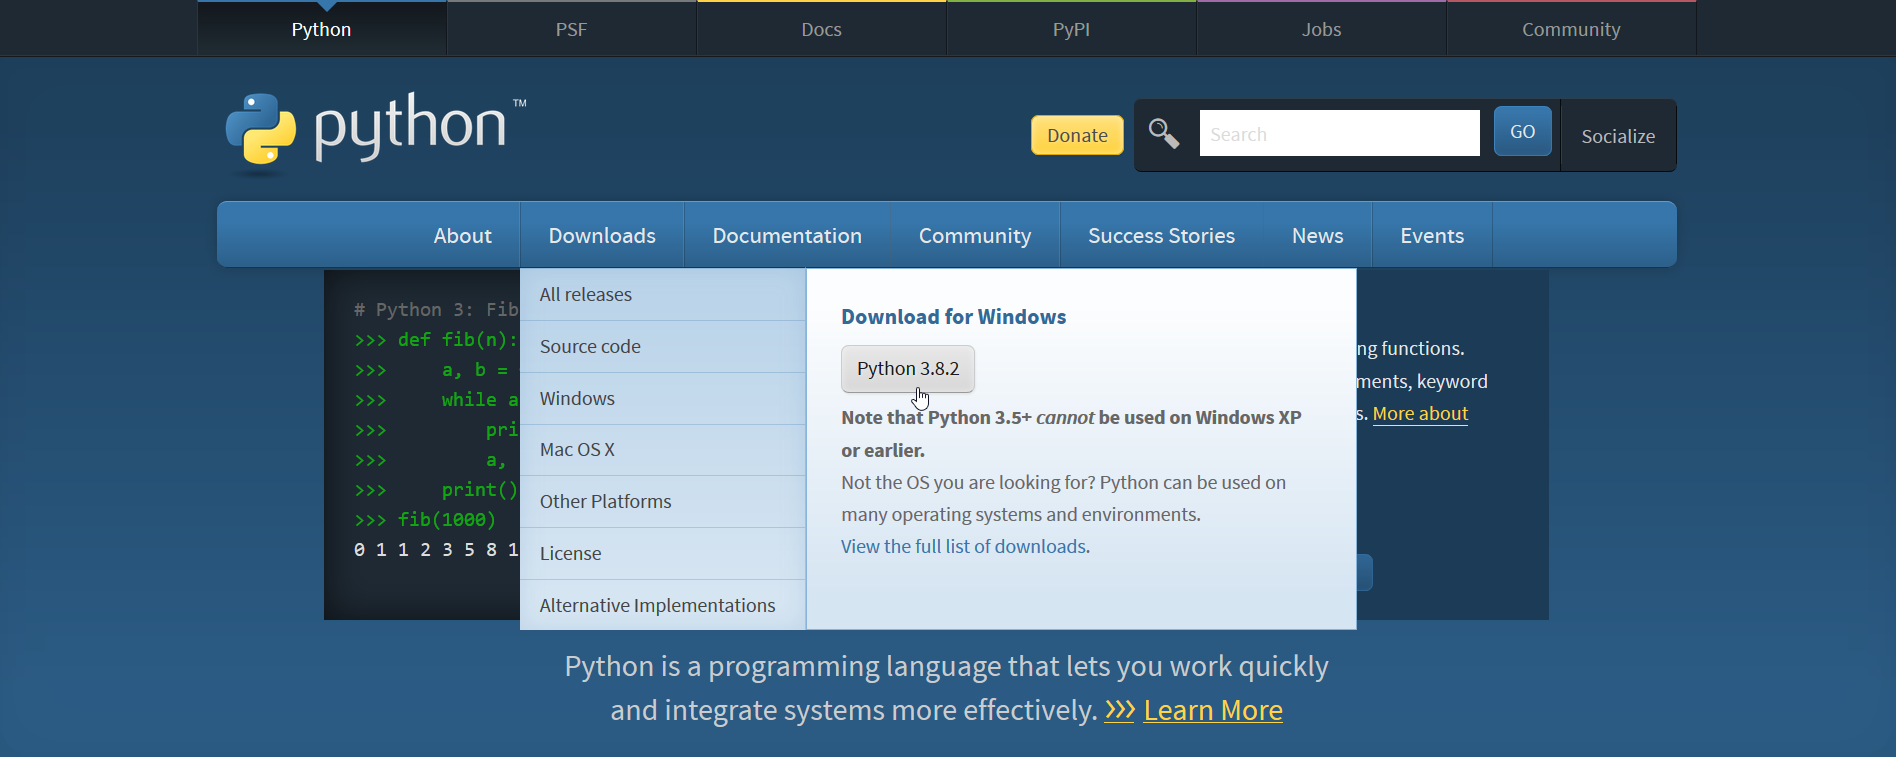 Python PSF Docs PyPI Jobs Community
python™
Donate Search GO Socialize
About Downloads Documentation Community Success Stories News Events
# Python 3: Fib
>>> def fib(n):
>>>     a, b =
>>>     while a
>>>         pri
>>>         a,
>>>     print()
>>> fib(1000)
0 1 1 2 3 5 8 1
All releases
Source code
Windows
Mac OS X
Other Platforms
License
Alternative Implementations
Download for Windows
Python 3.8.2
Note that Python 3.5+ cannot be used on Windows XP
or earlier.
Not the OS you are looking for? Python can be used on
many operating systems and environments.
View the full list of downloads.
ng functions.
ments, keyword
s. More about
Python is a programming language that lets you work quickly
and integrate systems more effectively. >>> Learn More